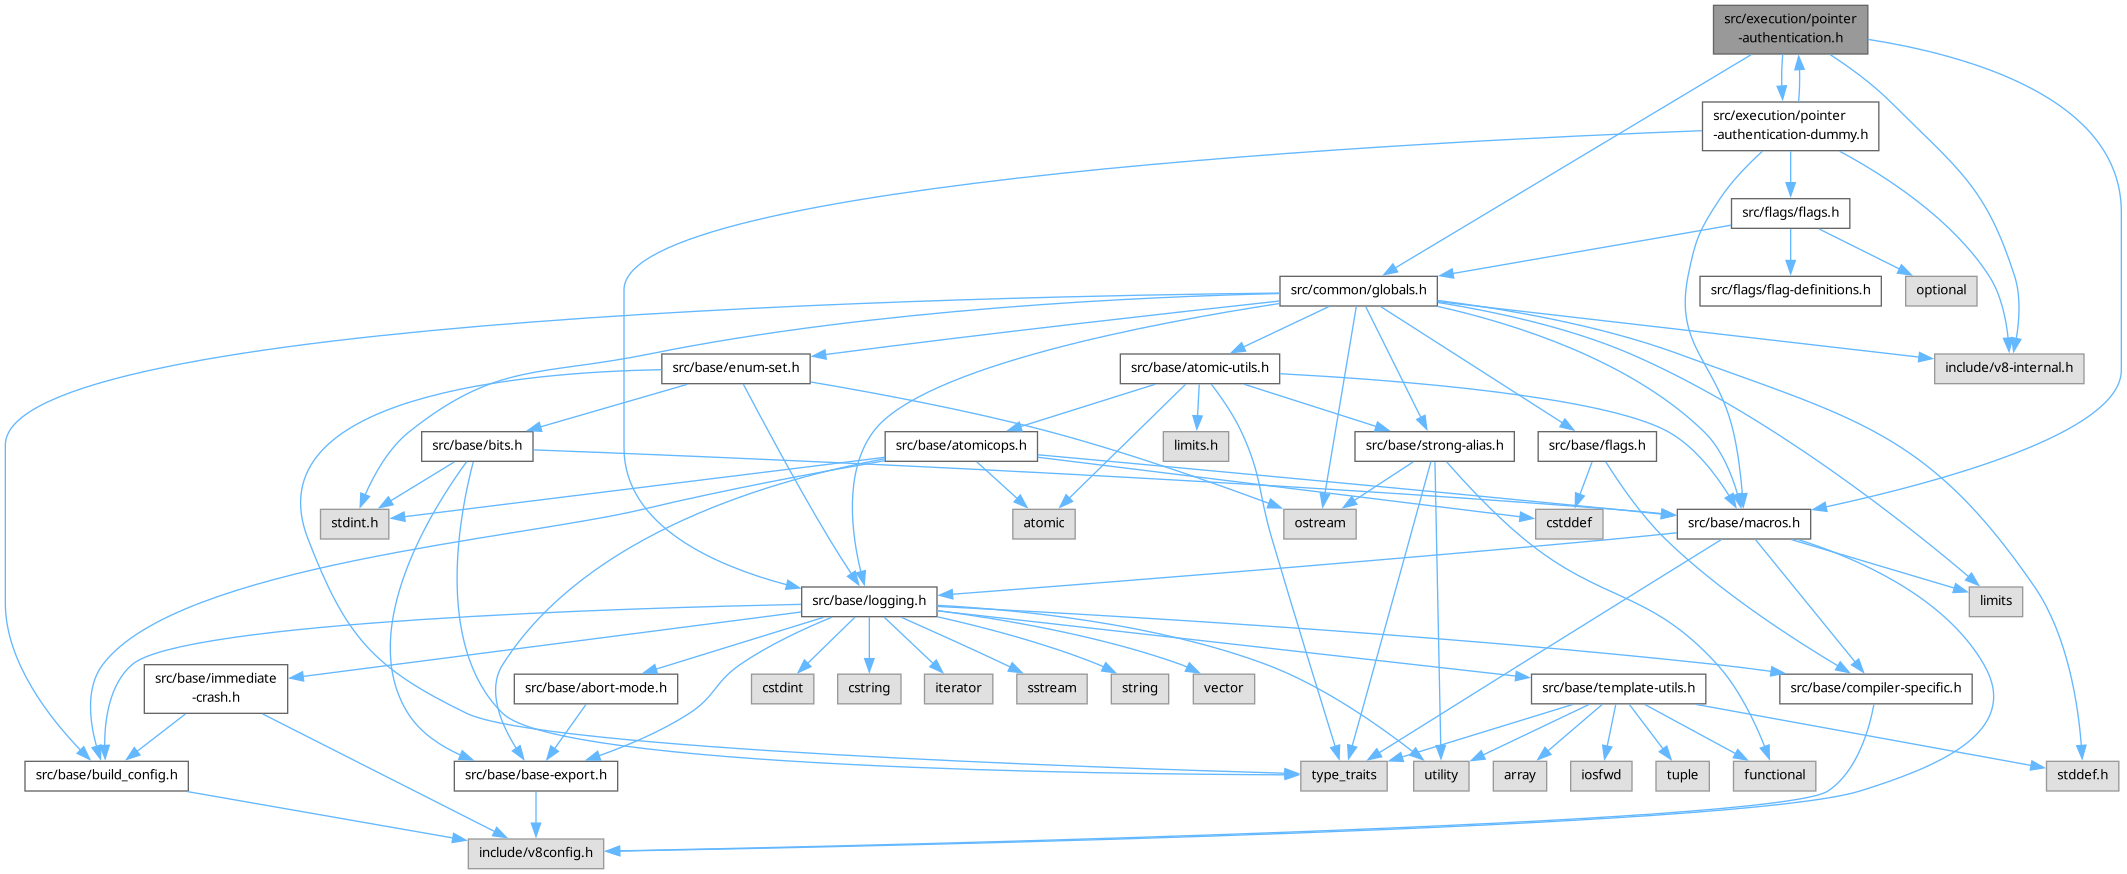 src/execution/pointer
-authentication.h
src/execution/pointer
-authentication-dummy.h
src/flags/flags.h
src/common/globals.h
src/flags/flag-definitions.h
optional
src/base/enum-set.h
src/base/atomic-utils.h
include/v8-internal.h
src/base/bits.h
src/base/atomicops.h
limits.h
src/base/strong-alias.h
src/base/flags.h
stdint.h
atomic
ostream
cstddef
src/base/macros.h
src/base/logging.h
limits
src/base/immediate
-crash.h
src/base/abort-mode.h
cstdint
cstring
iterator
sstream
string
vector
src/base/template-utils.h
src/base/compiler-specific.h
src/base/build_config.h
src/base/base-export.h
type_traits
utility
array
iosfwd
tuple
functional
stddef.h
include/v8config.h